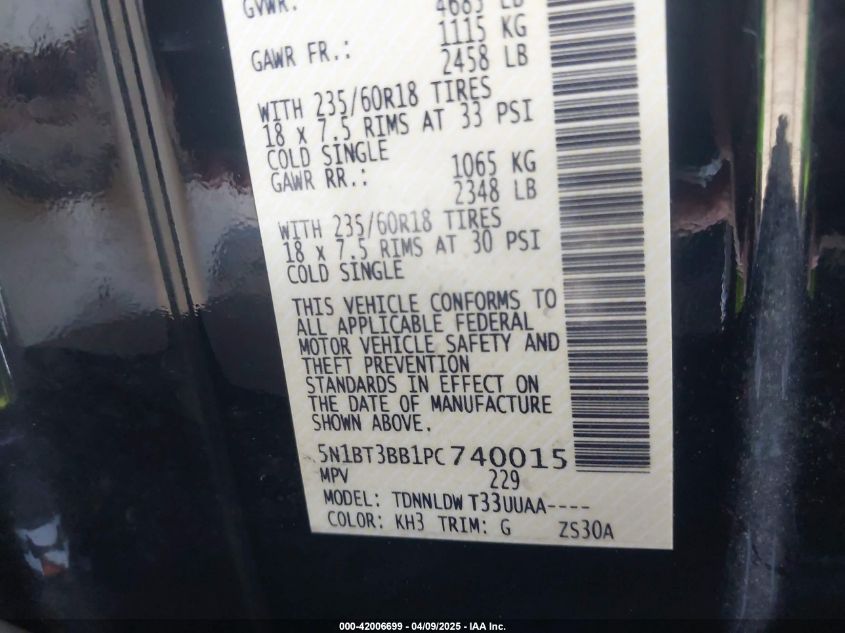 GVWR: 4685 LB
1115 KG
GAWR FR.: 2458 LB
WITH 235/60R18 TIRES
18 x 7.5 RIMS AT 33 PSI
COLD SINGLE
1065 KG
GAWR RR.: 2348 LB
WITH 235/60R18 TIRES
18 x 7.5 RIMS AT 30 PSI
COLD SINGLE
THIS VEHICLE CONFORMS TO
ALL APPLICABLE FEDERAL
MOTOR VEHICLE SAFETY AND
THEFT PREVENTION
STANDARDS IN EFFECT ON
THE DATE OF MANUFACTURE
SHOWN ABOVE.
5N1BT3BB1PC740015
MPV 229
MODEL: TDNNLDW T33UUAA----
COLOR: KH3 TRIM: G ZS30A
000-42006699 - 04/09/2025 - IAA Inc.